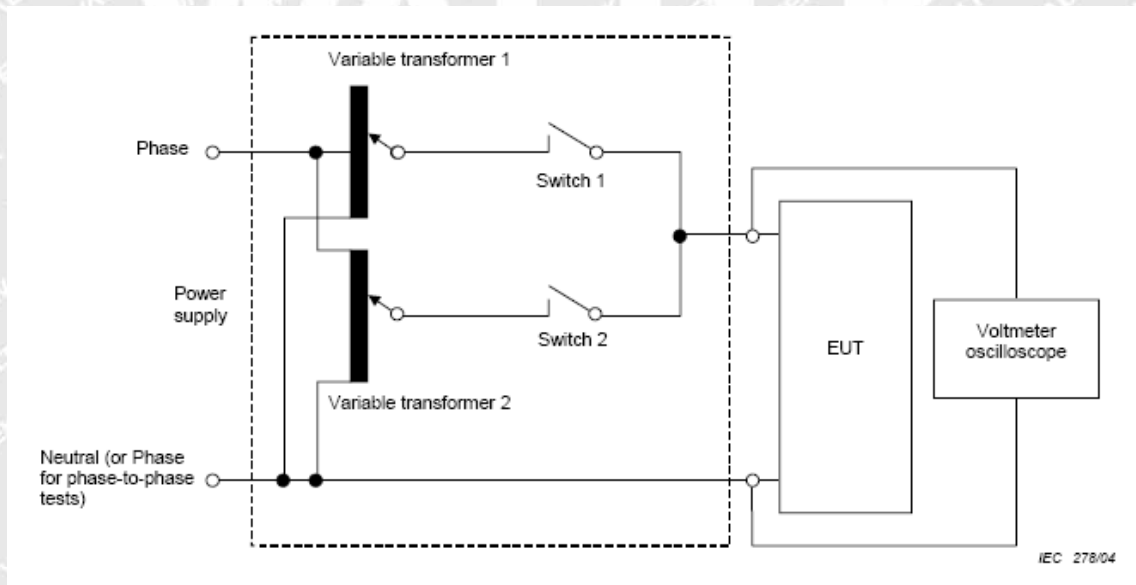 Variable transformer 1
Phase
Switch 1
Power
supply
Switch 2
EUT
Voltmeter
oscilloscope
Variable transformer 2
Neutral (or Phase
for phase-to-phase
tests)
IEC 278/04